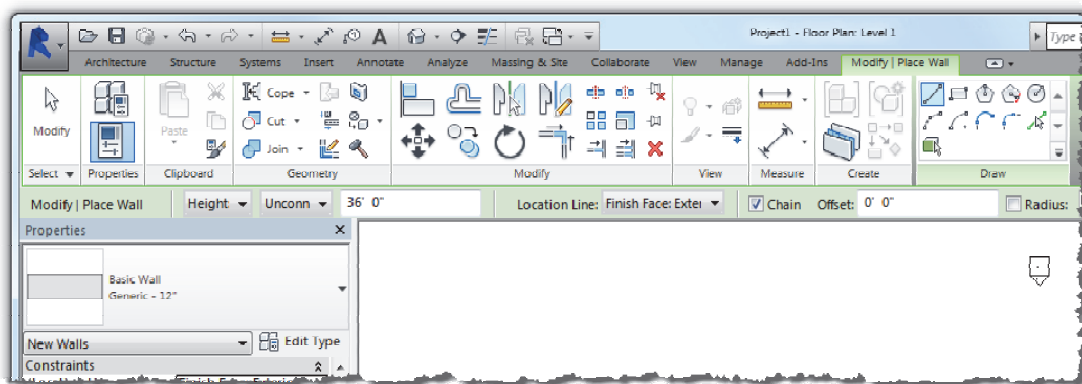 Project1 - Floor Plan: Level 1
Type
Architecture Structure Systems Insert Annotate Analyze Massing & Site Collaborate View Manage Add-Ins Modify | Place Wall
Modify Paste Cope
Cut
Join
Select Properties Clipboard Geometry Modify View Measure Create Draw
Modify | Place Wall Height Unconn 36' 0" Location Line: Finish Face: Exter Chain Offset: 0' 0" Radius:
Properties
Basic Wall
Generic - 12"
New Walls Edit Type
Constraints